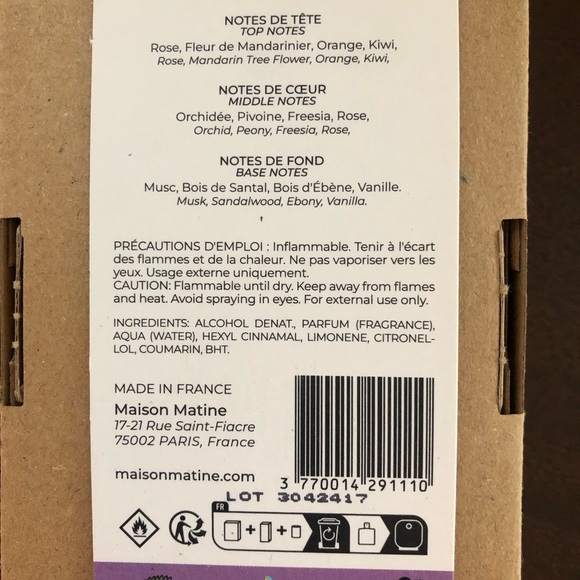 NOTES DE TÊTE
TOP NOTES
Rose, Fleur de Mandarinier, Orange, Kiwi,
Rose, Mandarin Tree Flower, Orange, Kiwi,
NOTES DE CŒUR
MIDDLE NOTES
Orchidée, Pivoine, Freesia, Rose,
Orchid, Peony, Freesia, Rose,
NOTES DE FOND
BASE NOTES
Musc, Bois de Santal, Bois d'Ébène, Vanille.
Musk, Sandalwood, Ebony, Vanilla.
PRÉCAUTIONS D'EMPLOI : Inflammable. Tenir à l'écart
des flammes et de la chaleur. Ne pas vaporiser vers les
yeux. Usage externe uniquement.
CAUTION: Flammable until dry. Keep away from flames
and heat. Avoid spraying in eyes. For external use only.
INGREDIENTS: ALCOHOL DENAT., PARFUM (FRAGRANCE),
AQUA (WATER), HEXYL CINNAMAL, LIMONENE, CITRONEL-
LOL, COUMARIN, BHT.
MADE IN FRANCE
Maison Matine
17-21 Rue Saint-Fiacre
75002 PARIS, France
maisonmatine.com
3 770014 291110
LOT 3042417
FR